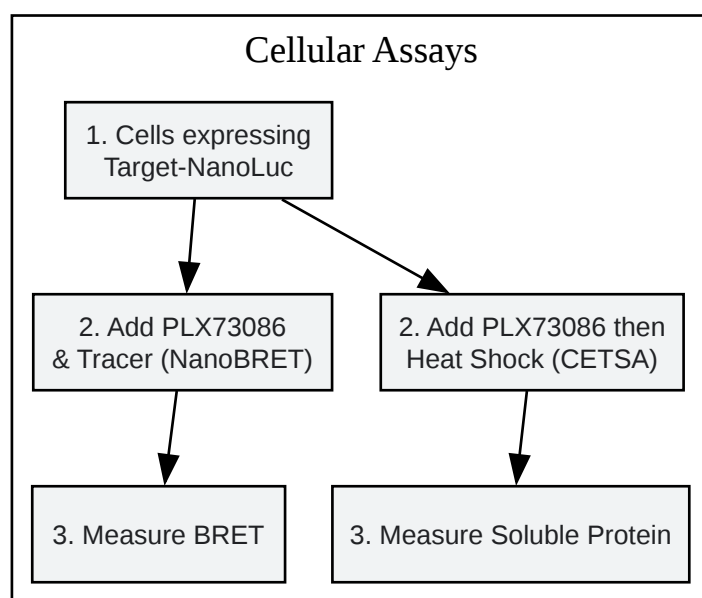 Cellular Assays
1. Cells expressing
Target-NanoLuc
2. Add PLX73086
& Tracer (NanoBRET)
2. Add PLX73086 then
Heat Shock (CETSA)
3. Measure BRET
3. Measure Soluble Protein